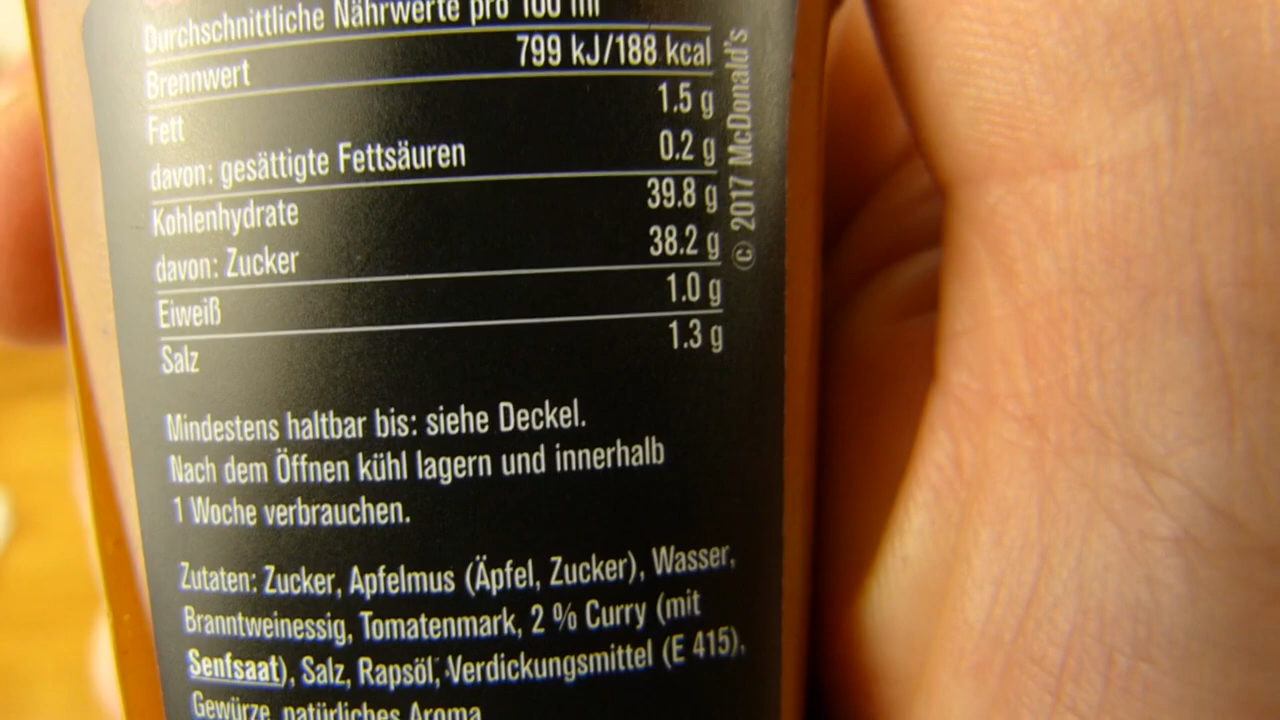 Durchschnittliche Nährwerte pro 100 ml
Brennwert 799 kJ/188 kcal
Fett 1.5 g
davon: gesättigte Fettsäuren 0.2 g
Kohlenhydrate 39.8 g
davon: Zucker 38.2 g
Eiweiß 1.0 g
Salz 1.3 g
© 2017 McDonald's
Mindestens haltbar bis: siehe Deckel.
Nach dem Öffnen kühl lagern und innerhalb
1 Woche verbrauchen.
Zutaten: Zucker, Apfelmus (Äpfel, Zucker), Wasser,
Branntweinessig, Tomatenmark, 2 % Curry (mit
Senfsaat), Salz, Rapsöl, Verdickungsmittel (E 415),
Gewürze, natürliches Aroma